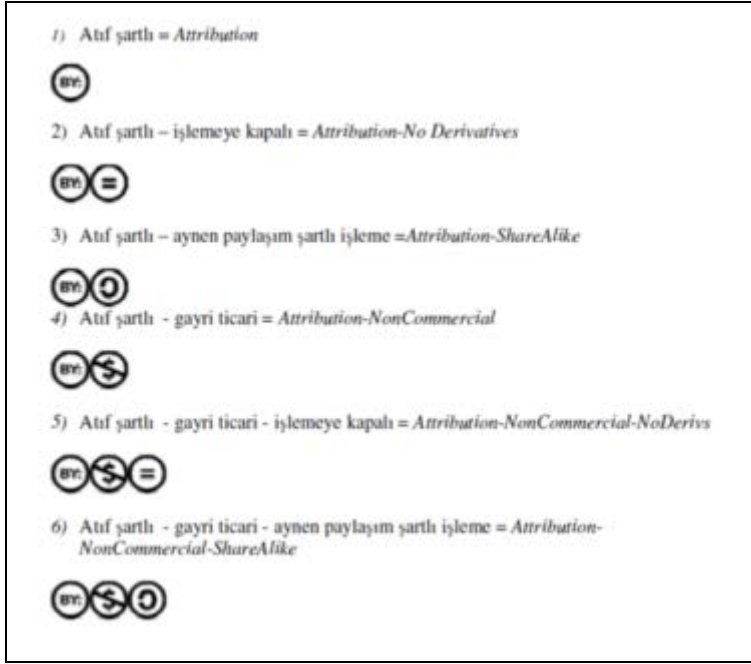 1) Atıf şartlı = Attribution
BY:
2) Atıf şartlı – işlemeye kapalı = Attribution-No Derivatives
BY: =
3) Atıf şartlı – aynen paylaşım şartlı işleme =Attribution-ShareAlike
BY:
4) Atıf şartlı - gayri ticari = Attribution-NonCommercial
BY: $
5) Atıf şartlı - gayri ticari - işlemeye kapalı = Attribution-NonCommercial-NoDerivs
BY: $ =
6) Atıf şartlı - gayri ticari - aynen paylaşım şartlı işleme = Attribution-
NonCommercial-ShareAlike
BY: $